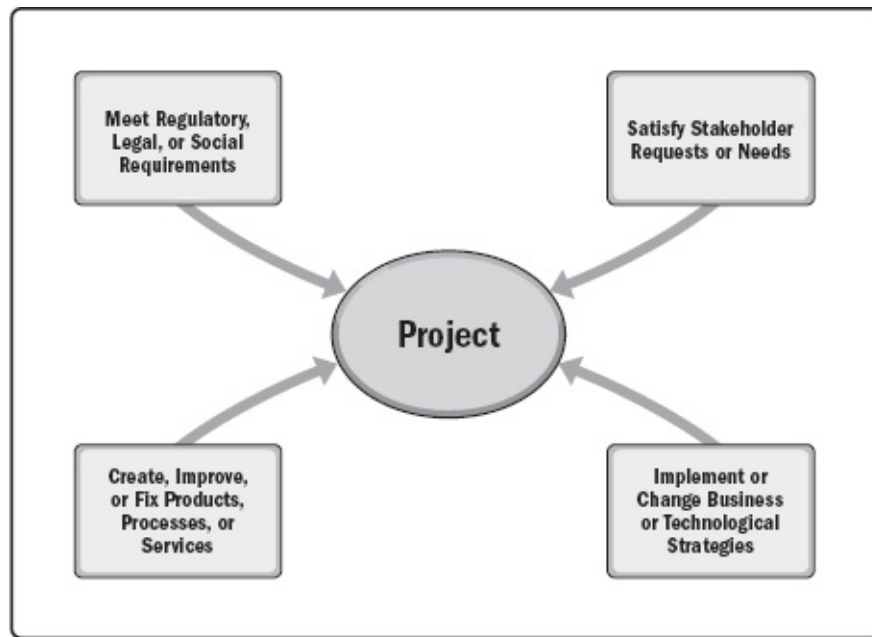 Meet Regulatory,
Legal, or Social
Requirements
Satisfy Stakeholder
Requests or Needs
Project
Create, Improve,
or Fix Products,
Processes, or
Services
Implement or
Change Business
or Technological
Strategies